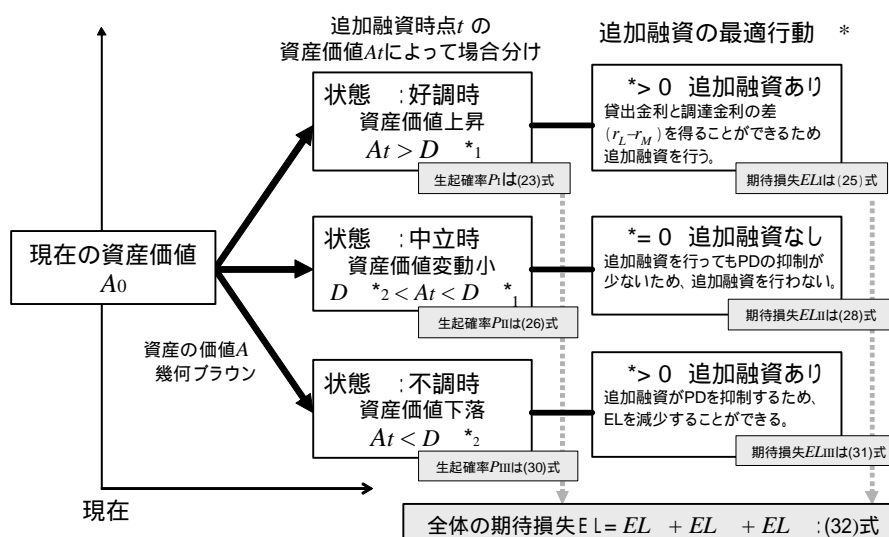 追加融資時点t の
資産価値Atによって場合分け
追加融資の最適行動 *
状態 :好調時
資産価値上昇
At > D *1
生起確率PIは(23)式
*> 0 追加融資あり
貸出金利と調達金利の差
(rL−rM)を得ることができるため
追加融資を行う。
期待損失ELIは(25)式
現在の資産価値
A0
状態 :中立時
資産価値変動小
D *2 < At < D *1
生起確率PIIは(26)式
*= 0 追加融資なし
追加融資を行ってもPDの抑制が
少ないため、追加融資を行わない。
期待損失ELIIは(28)式
資産の価値A
幾何ブラウン
状態 :不調時
資産価値下落
At < D *2
生起確率PIIIは(30)式
*> 0 追加融資あり
追加融資がPDを抑制するため、
ELを減少することができる。
期待損失ELIIIは(31)式
現在
全体の期待損失EL= EL + EL + EL :(32)式